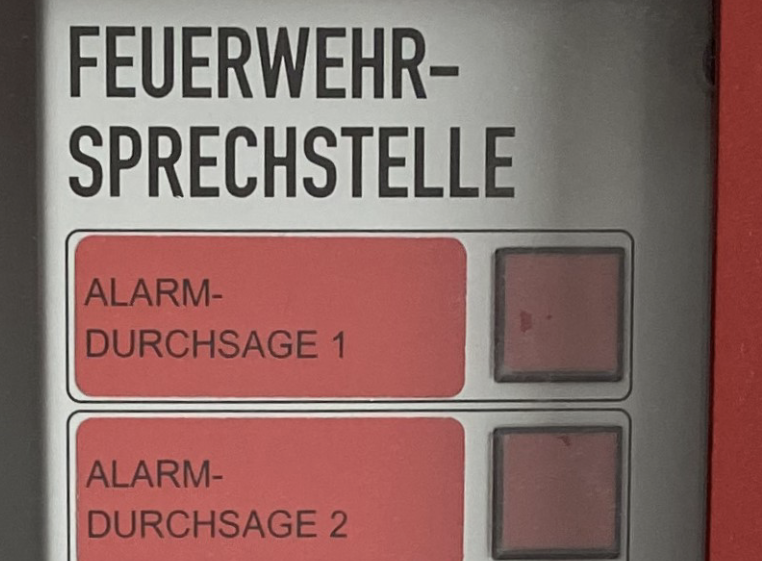 FEUERWEHR-
SPRECHSTELLE
ALARM-
DURCHSAGE 1
ALARM-
DURCHSAGE 2